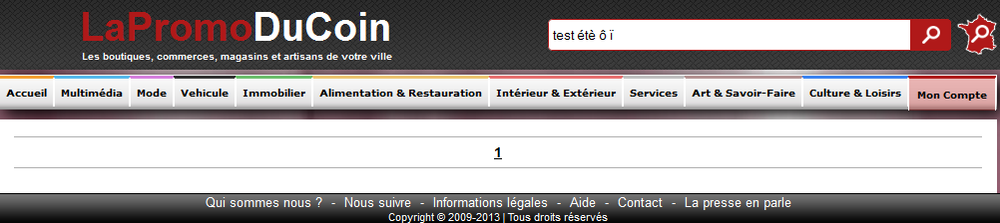 LaPromoDuCoin
Les boutiques, commerces, magasins et artisans de votre ville
test étè ô ï
Accueil Multimédia Mode Vehicule Immobilier Alimentation & Restauration Intérieur & Extérieur Services Art & Savoir-Faire Culture & Loisirs Mon Compte
1
Qui sommes nous ? - Nous suivre - Informations légales - Aide - Contact - La presse en parle
Copyright © 2009-2013 | Tous droits réservés